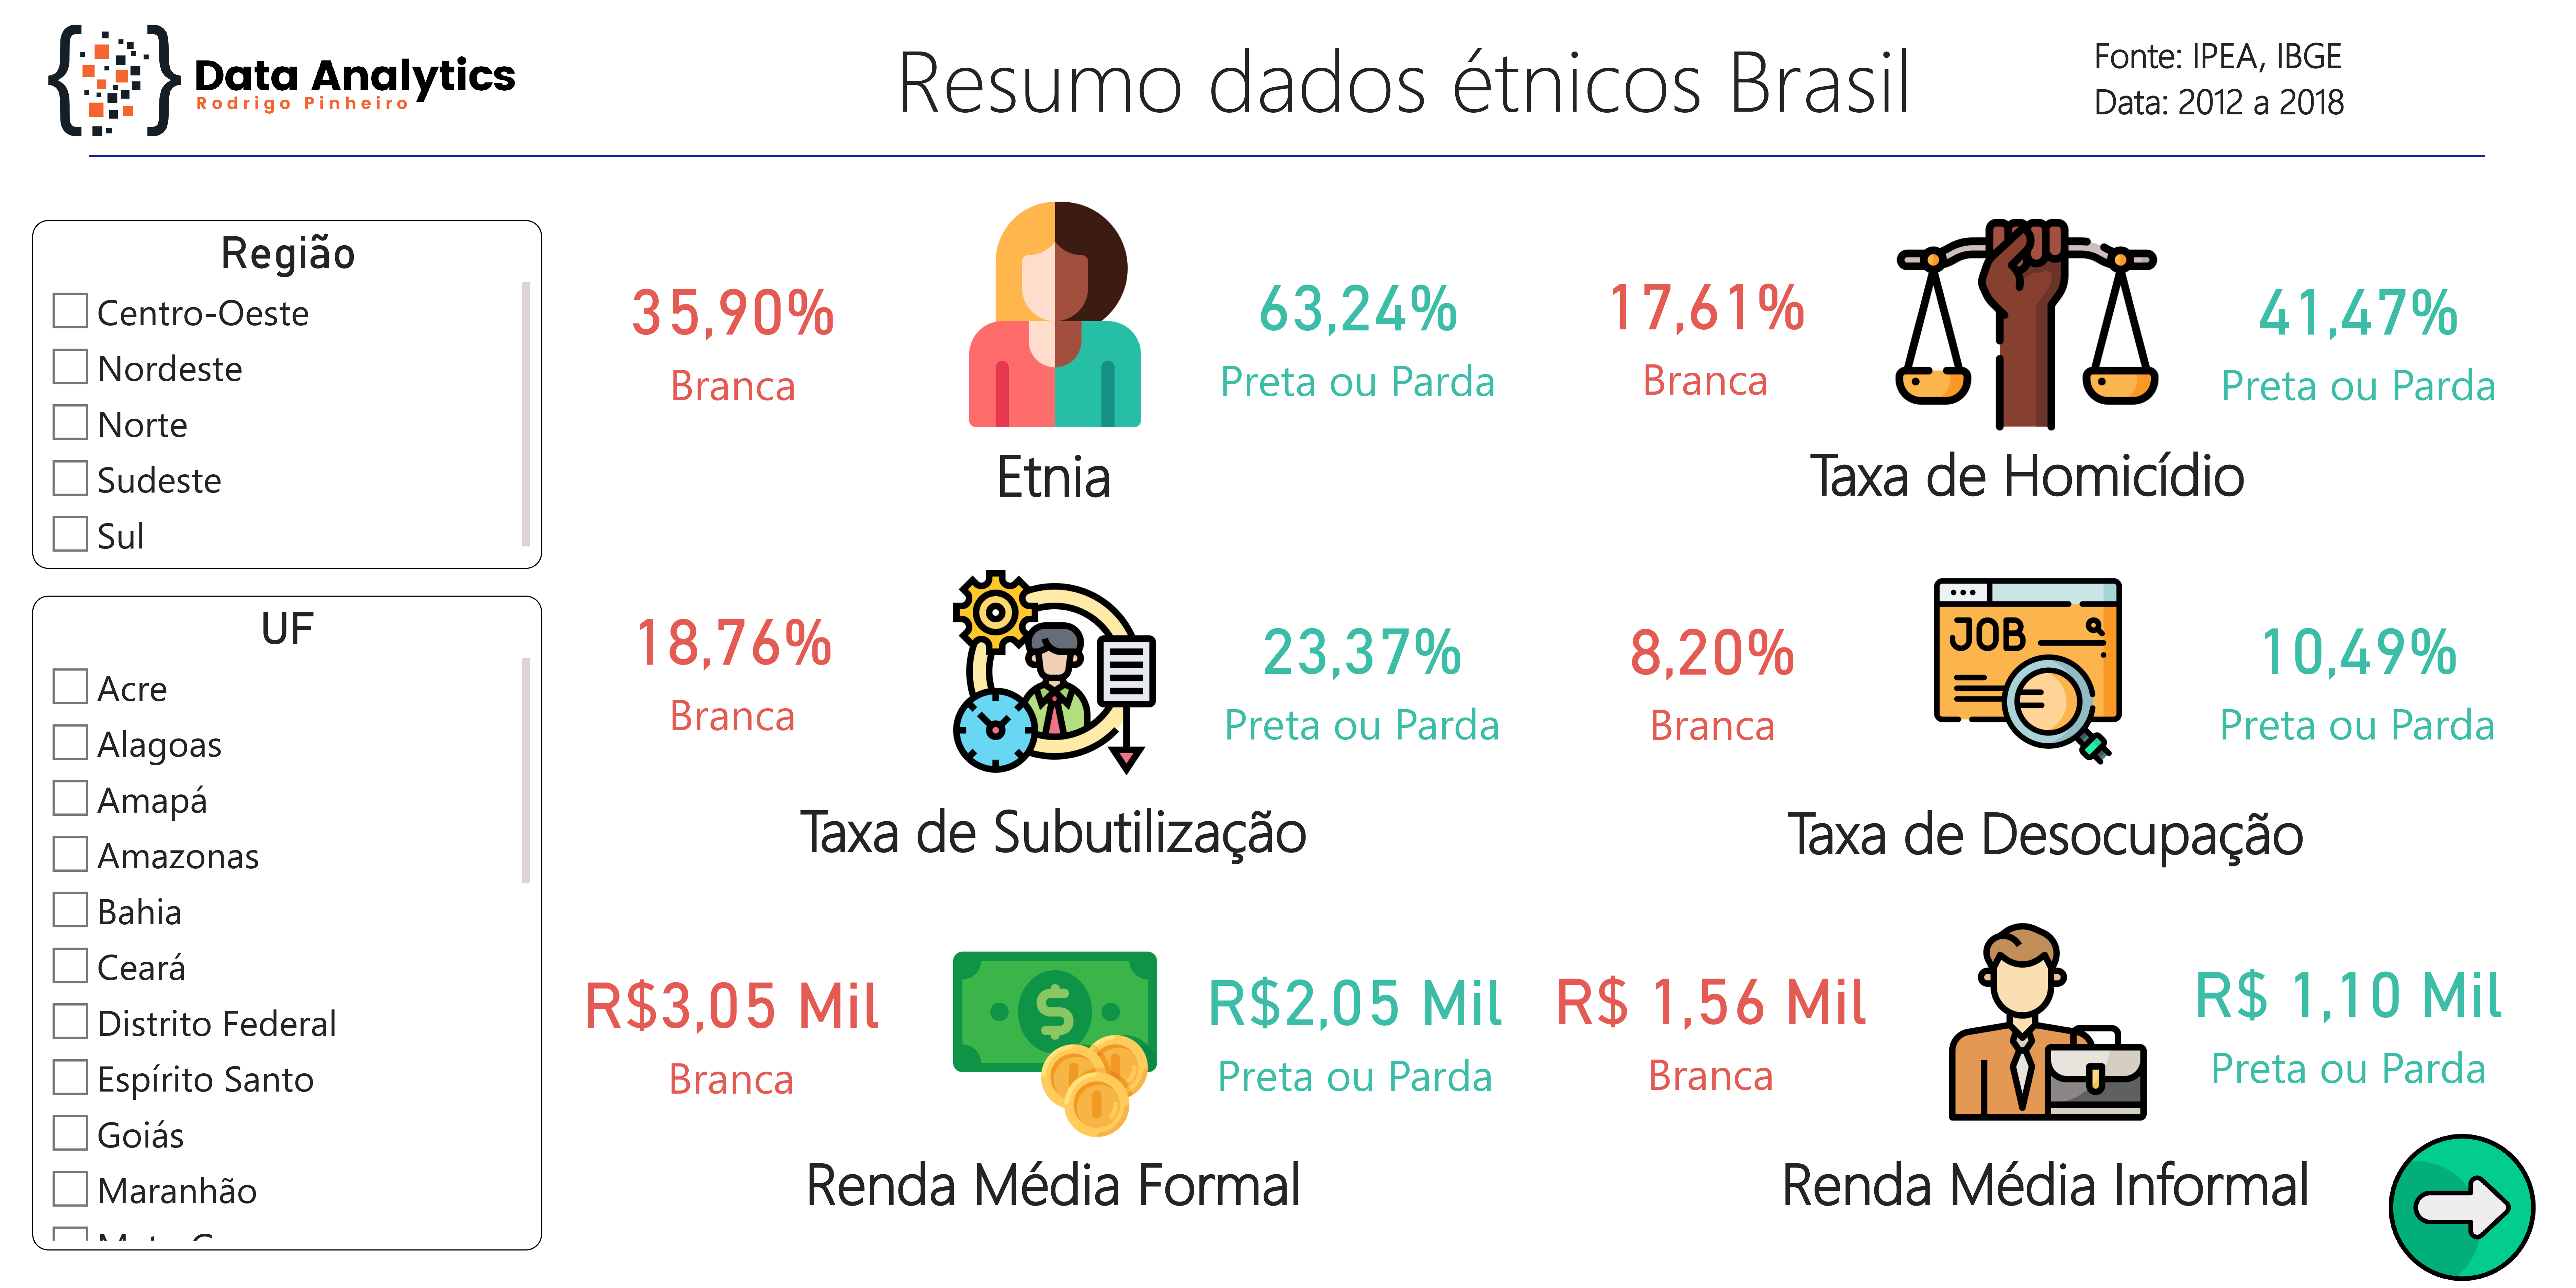 Data Analytics
Rodrigo Pinheiro
Resumo dados étnicos Brasil
Fonte: IPEA, IBGE
Data: 2012 a 2018
Região
Centro-Oeste
Nordeste
Norte
Sudeste
Sul
UF
Acre
Alagoas
Amapá
Amazonas
Bahia
Ceará
Distrito Federal
Espírito Santo
Goiás
Maranhão
35,90%
Branca
63,24%
Preta ou Parda
Etnia
17,61%
Branca
41,47%
Preta ou Parda
Taxa de Homicídio
18,76%
Branca
23,37%
Preta ou Parda
Taxa de Subutilização
8,20%
Branca
JOB
10,49%
Preta ou Parda
Taxa de Desocupação
R$3,05 Mil
Branca
$
R$2,05 Mil
Preta ou Parda
Renda Média Formal
R$ 1,56 Mil
Branca
R$ 1,10 Mil
Preta ou Parda
Renda Média Informal